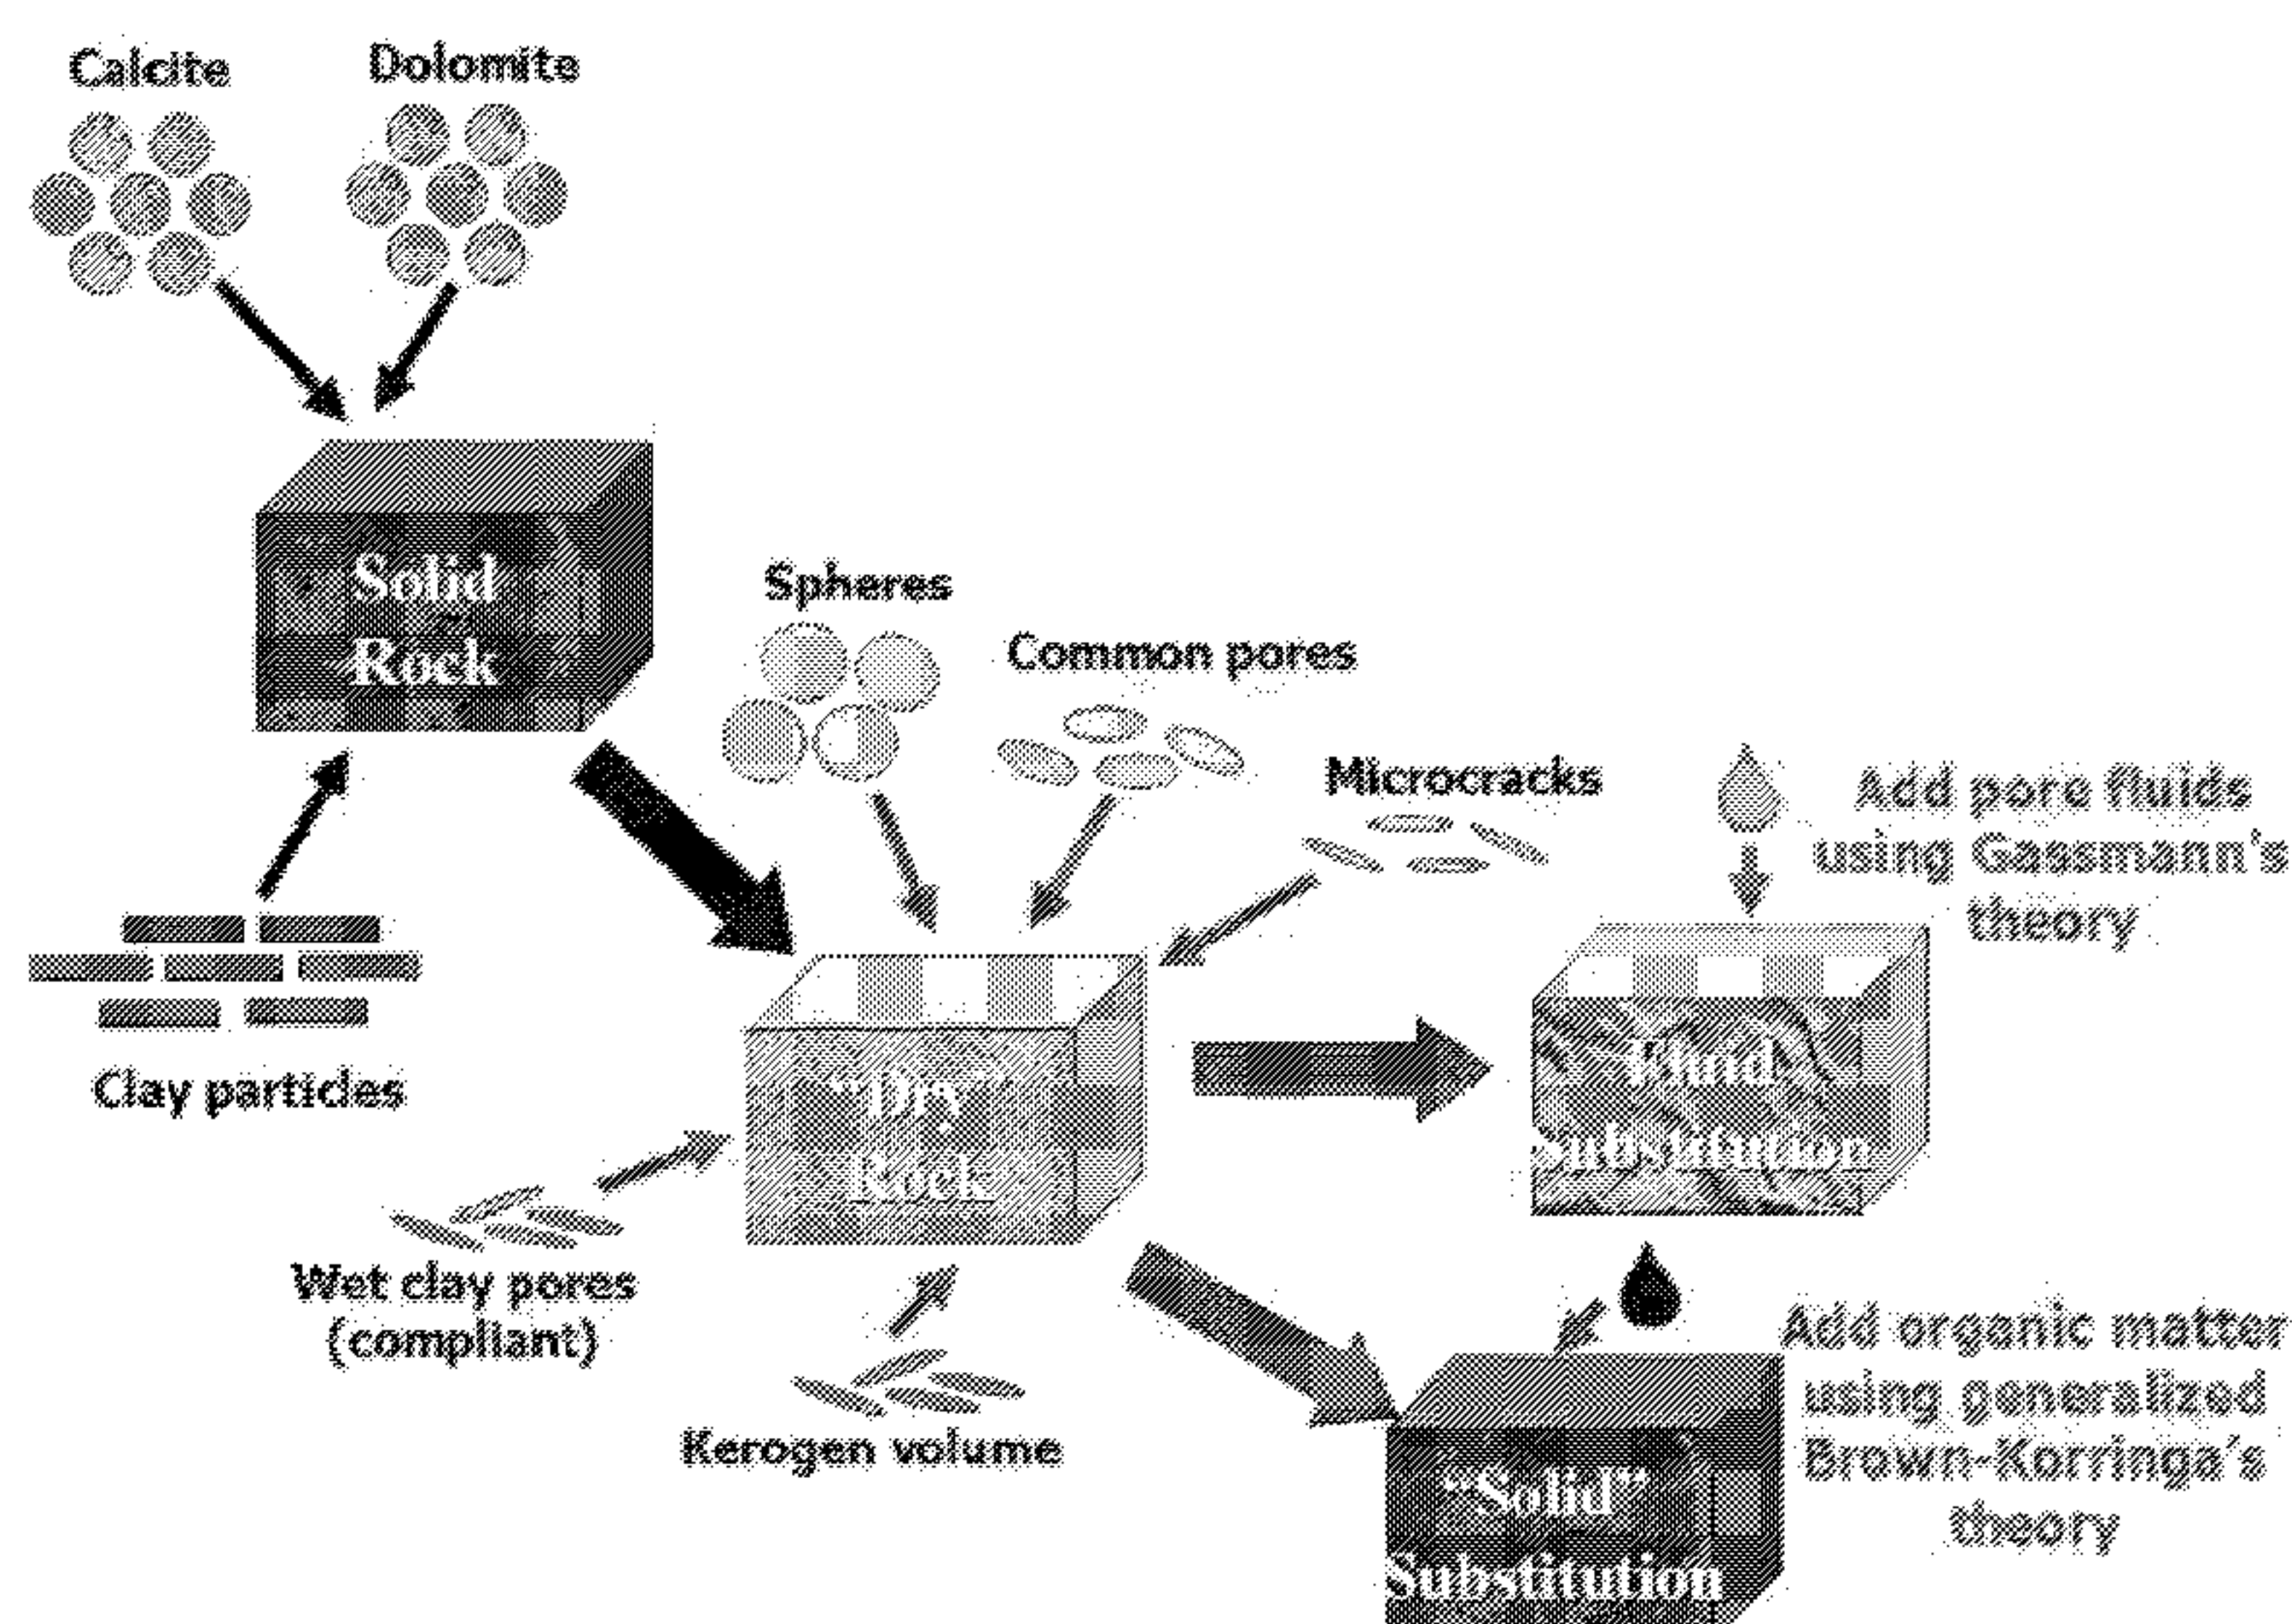 Calcite
Dolomite
Solid
Rock
Clay particles
Spheres
Common pores
Microcracks
Add pore fluids
using Gassmann's
theory
"Dry"
Rock
Fluid
Substitution
Wet clay pores
(compliant)
Kerogen volume
Add organic matter
using generalized
Brown-Korringa's
theory
"Solid"
Substitution